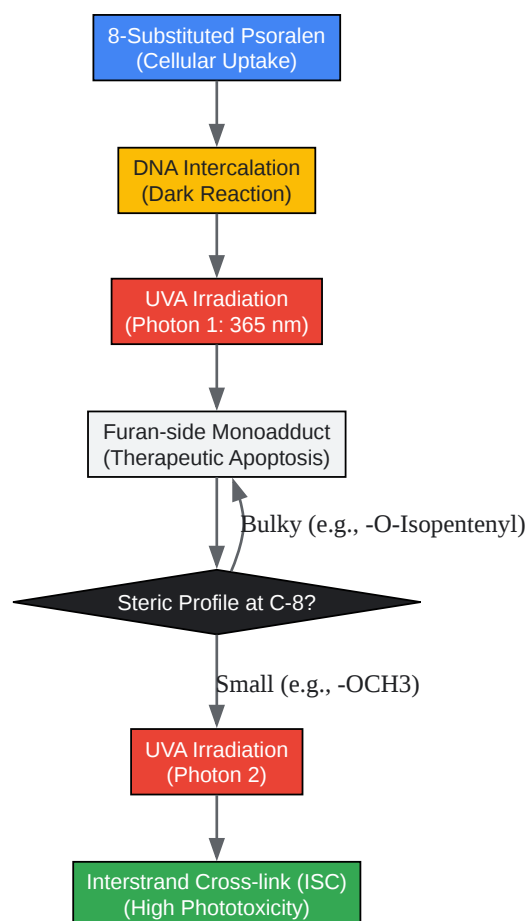 8-Substituted Psoralen
(Cellular Uptake)
DNA Intercalation
(Dark Reaction)
UVA Irradiation
(Photon 1: 365 nm)
Furan-side Monoadduct
(Therapeutic Apoptosis)
Bulky (e.g., -O-Isopentenyl)
Steric Profile at C-8?
Small (e.g., -OCH3)
UVA Irradiation
(Photon 2)
Interstrand Cross-link (ISC)
(High Phototoxicity)